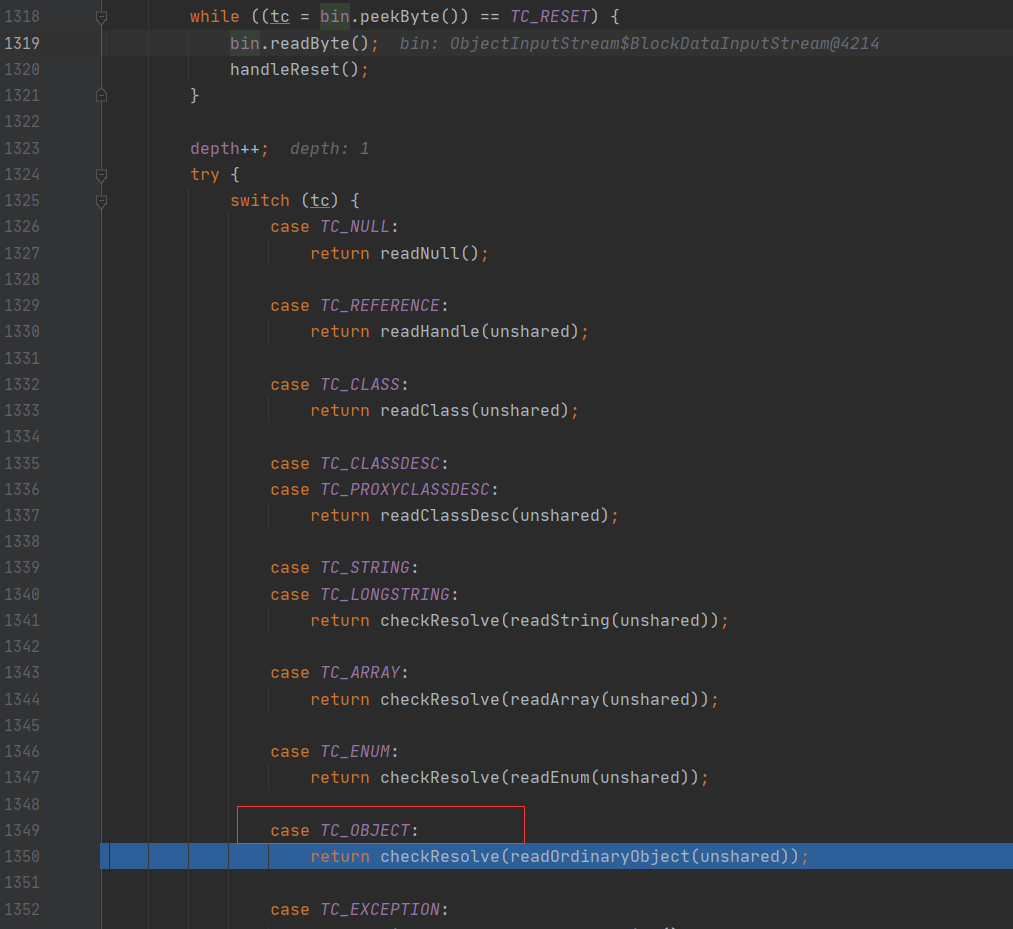 1318 while ((tc = bin.peekByte()) == TC_RESET) {
1319 bin.readByte(); bin: ObjectInputStream$BlockDataInputStream@4214
1320 handleReset();
1321 }
1322
1323 depth++; depth: 1
1324 try {
1325 switch (tc) {
1326 case TC_NULL:
1327 return readNull();
1328
1329 case TC_REFERENCE:
1330 return readHandle(unshared);
1331
1332 case TC_CLASS:
1333 return readClass(unshared);
1334
1335 case TC_CLASSDESC:
1336 case TC_PROXYCLASSDESC:
1337 return readClassDesc(unshared);
1338
1339 case TC_STRING:
1340 case TC_LONGSTRING:
1341 return checkResolve(readString(unshared));
1342
1343 case TC_ARRAY:
1344 return checkResolve(readArray(unshared));
1345
1346 case TC_ENUM:
1347 return checkResolve(readEnum(unshared));
1348
1349 case TC_OBJECT:
1350 return checkResolve(readOrdinaryObject(unshared));
1351
1352 case TC_EXCEPTION: